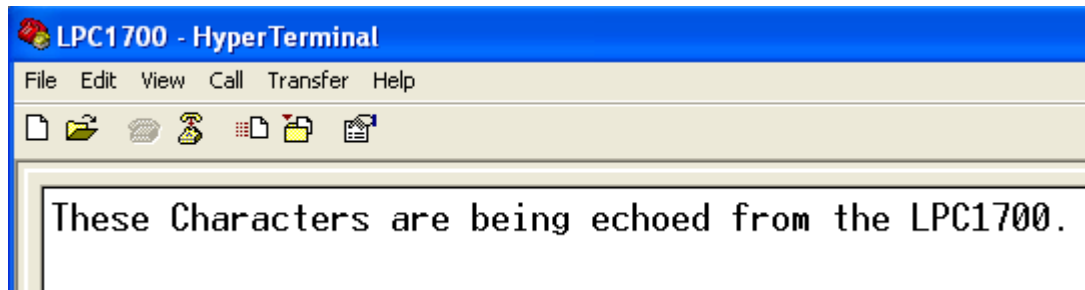 LPC1700 - HyperTerminal
File Edit View Call Transfer Help
These Characters are being echoed from the LPC1700.